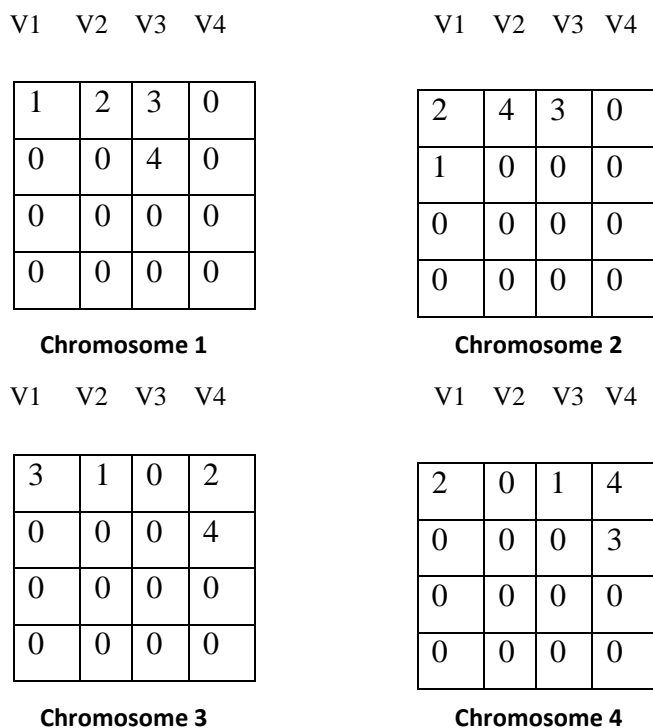 V1 V2 V3 V4
1 2 3 0
0 0 4 0
0 0 0 0
0 0 0 0
Chromosome 1
V1 V2 V3 V4
2 4 3 0
1 0 0 0
0 0 0 0
0 0 0 0
Chromosome 2
V1 V2 V3 V4
3 1 0 2
0 0 0 4
0 0 0 0
0 0 0 0
Chromosome 3
V1 V2 V3 V4
2 0 1 4
0 0 0 3
0 0 0 0
0 0 0 0
Chromosome 4